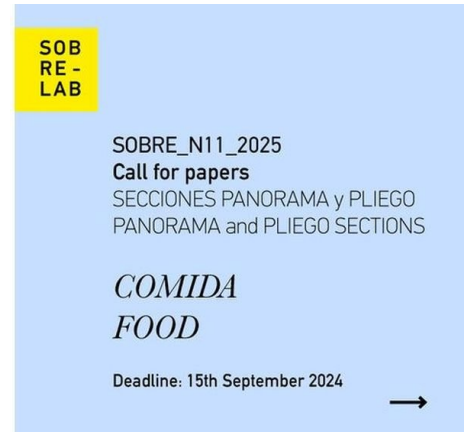 SOB
RE-
LAB
SOBRE_N11_2025
Call for papers
SECCIONES PANORAMA y PLIEGO
PANORAMA and PLIEGO SECTIONS
COMIDA
FOOD
Deadline: 15th September 2024